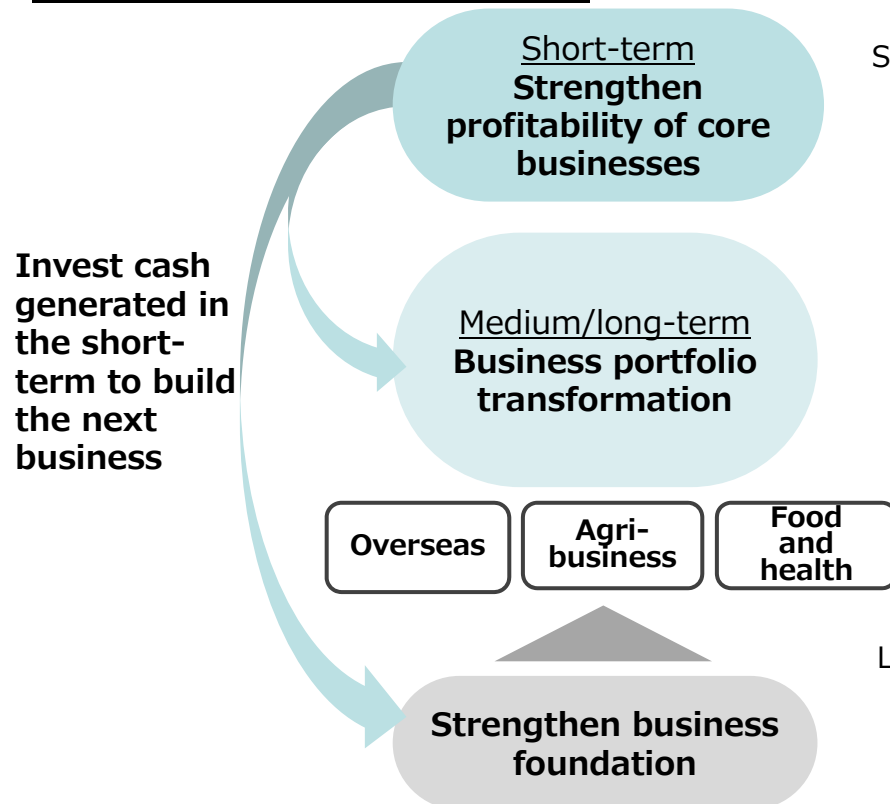 Short-term
Strengthen
profitability of core
businesses
S
Invest cash
generated in
the short-
term to build
the next
business
Medium/long-term
Business portfolio
transformation
Overseas
Agri-
business
Food
and
health
L
Strengthen business
foundation